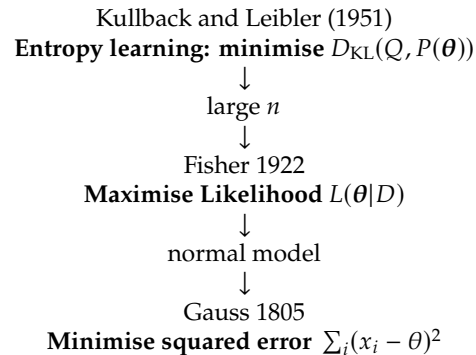 Kullback and Leibler (1951)
Entropy learning: minimise D_KL(Q, P(θ))
↓
large n
↓
Fisher 1922
Maximise Likelihood L(θ|D)
↓
normal model
↓
Gauss 1805
Minimise squared error ∑_i(x_i − θ)²